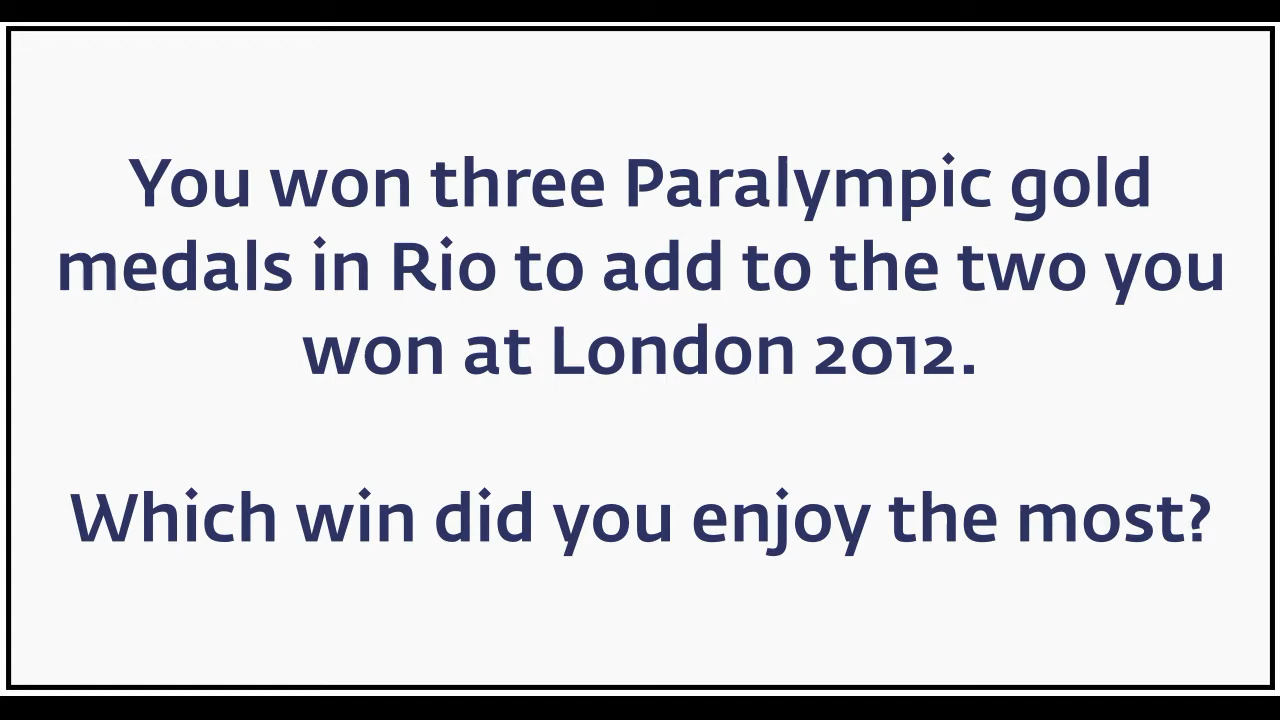 You won three Paralympic gold
medals in Rio to add to the two you
won at London 2012.
Which win did you enjoy the most?